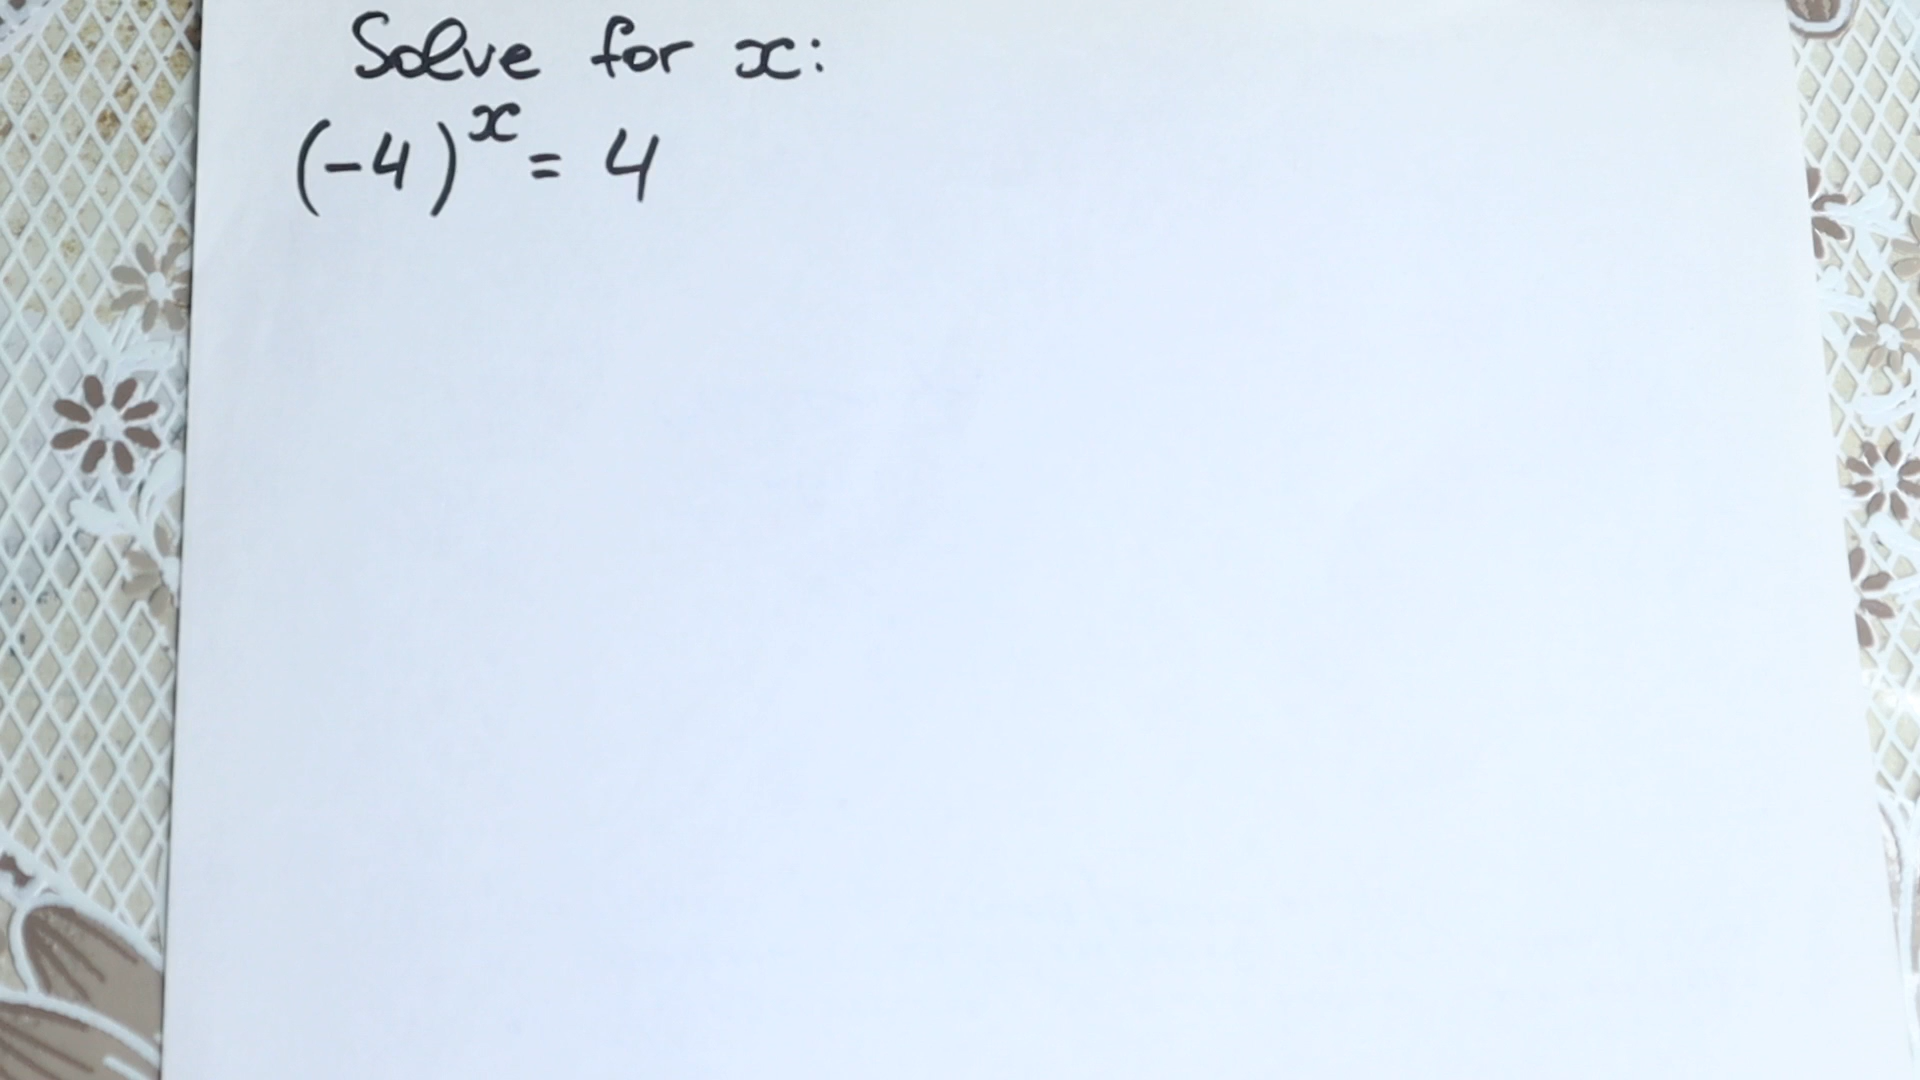 Solve for x:
(-4)^x = 4